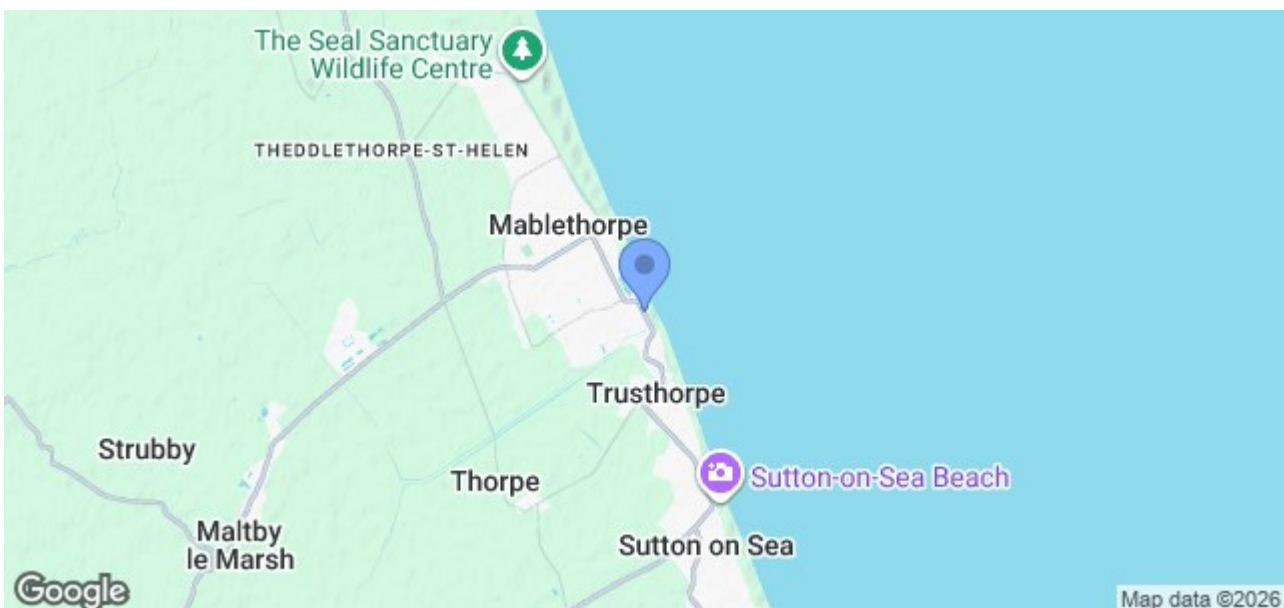 The Seal Sanctuary
Wildlife Centre
THEDDLETHORPE-ST-HELEN
Mablethorpe
Trusthorpe
Strubby
Thorpe
Sutton-on-Sea Beach
Maltby
le Marsh
Sutton on Sea
Google
Map data ©2026